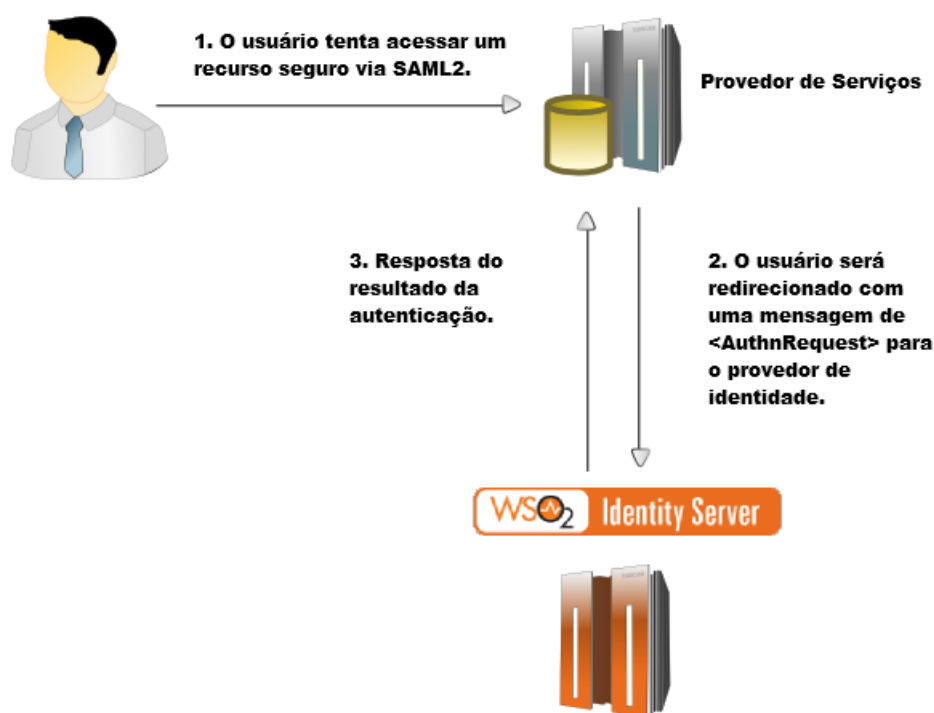 1. O usuário tenta acessar um
recurso seguro via SAML2.
Provedor de Serviços
3. Resposta do
resultado da
autenticação.
2. O usuário será
redirecionado com
uma mensagem de
<AuthnRequest> para
o provedor de
identidade.
WSO2 Identity Server